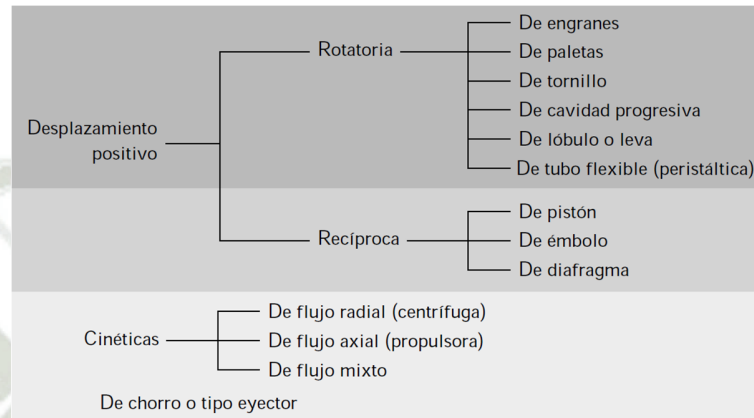 De engranes
Rotatoria
De paletas
De tornillo
De cavidad progresiva
Desplazamiento
positivo
De lóbulo o leva
De tubo flexible (peristáltica)
De pistón
Recíproca
De émbolo
De diafragma
De flujo radial (centrífuga)
Cinéticas
De flujo axial (propulsora)
De flujo mixto
De chorro o tipo eyector